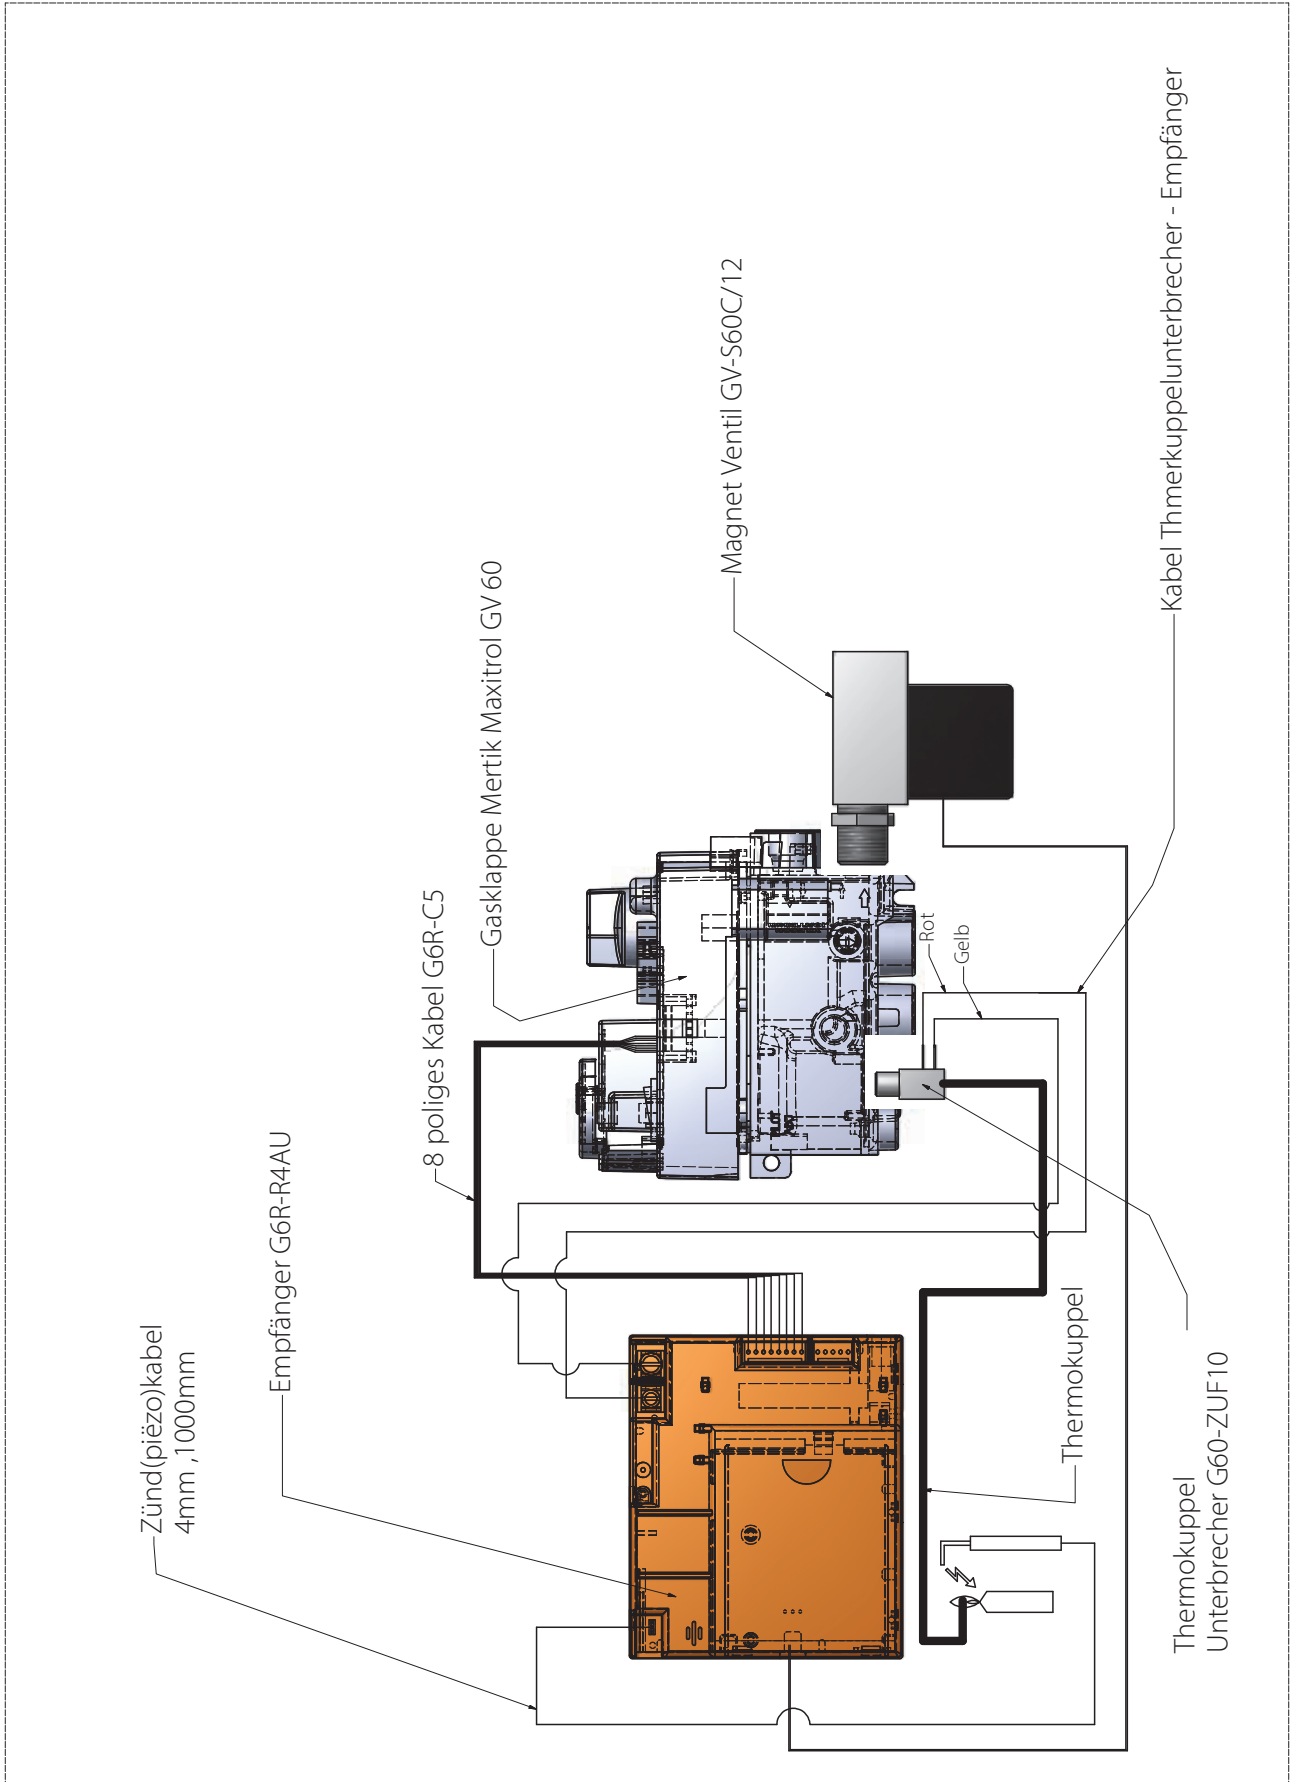 Zünd(piëzo)kabel
4mm ,1000mm
Empfänger G6R-R4AU
8 poliges Kabel G6R-C5
Gasklappe Mertik Maxitrol GV 60
Magnet Ventil GV-S60C/12
Rot
Gelb
Kabel Thmerkuppelunterbrecher - Empfänger
Thermokuppel
Thermokuppel
Unterbrecher G60-ZUF10